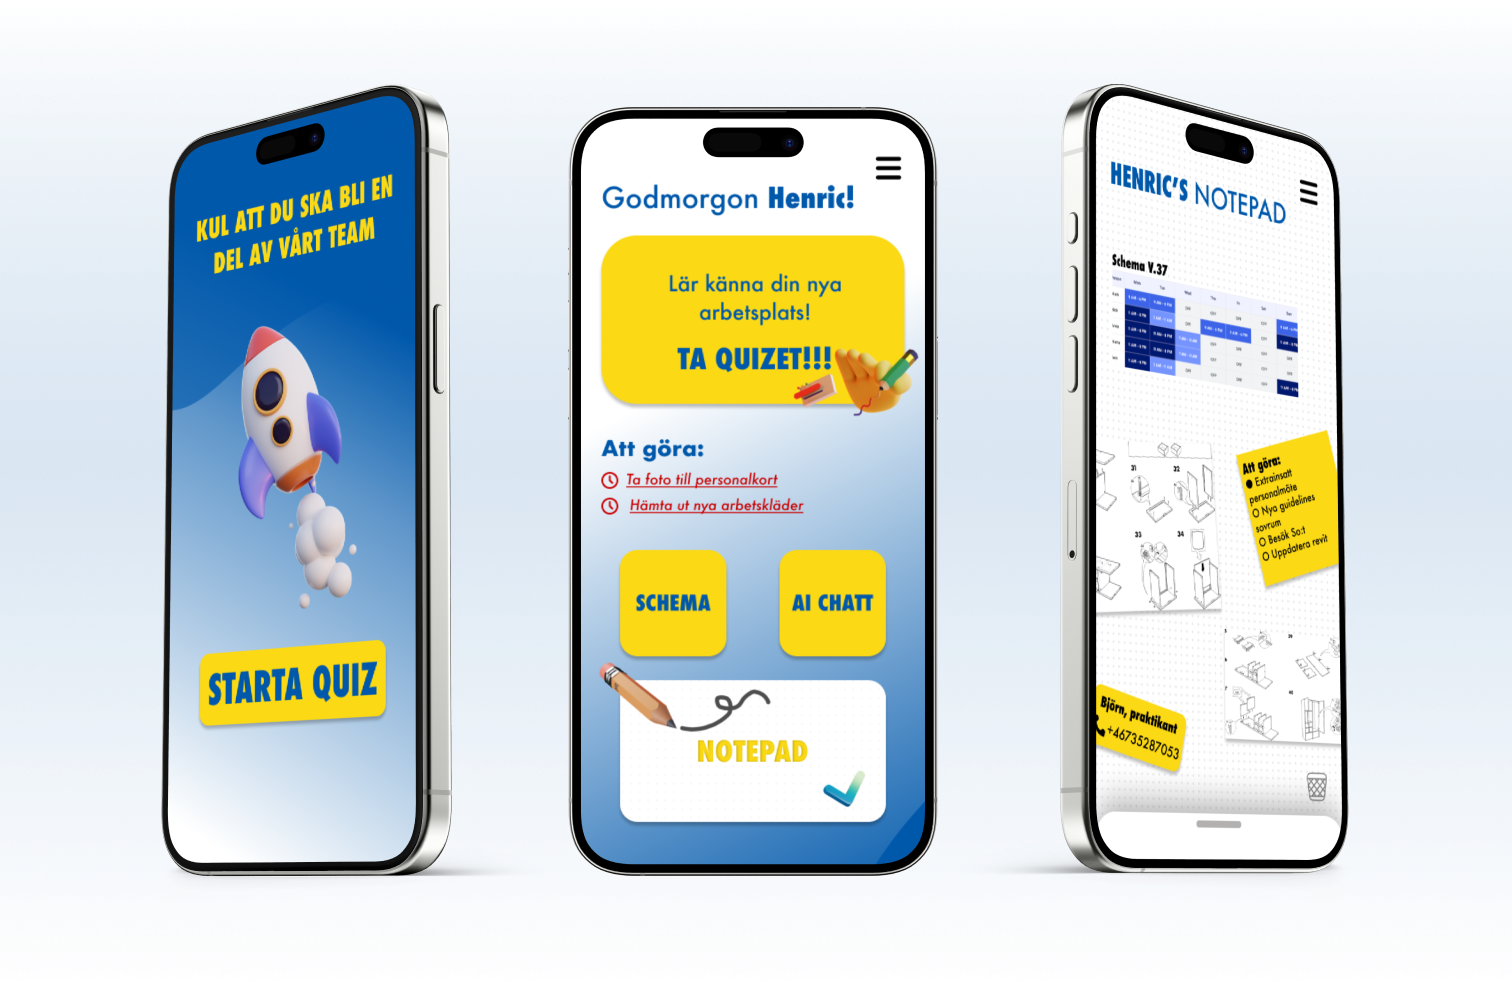 KUL ATT DU SKA BLI EN
DEL AV VÅRT TEAM
STARTA QUIZ
Godmorgon Henric!
Lär känna din nya
arbetsplats!
TA QUIZET!!!
Att göra:
Ta foto till personalkort
Hämta ut nya arbetskläder
SCHEMA
AI CHATT
NOTEPAD
HENRIC'S NOTEPAD
Schema V.37
31
32
33
34
Att göra:
Extrainsatt
personalmöte
Nya guidelines
sovrum
Besök So:t
Uppdatera revit
Björn, praktikant
+46735287053